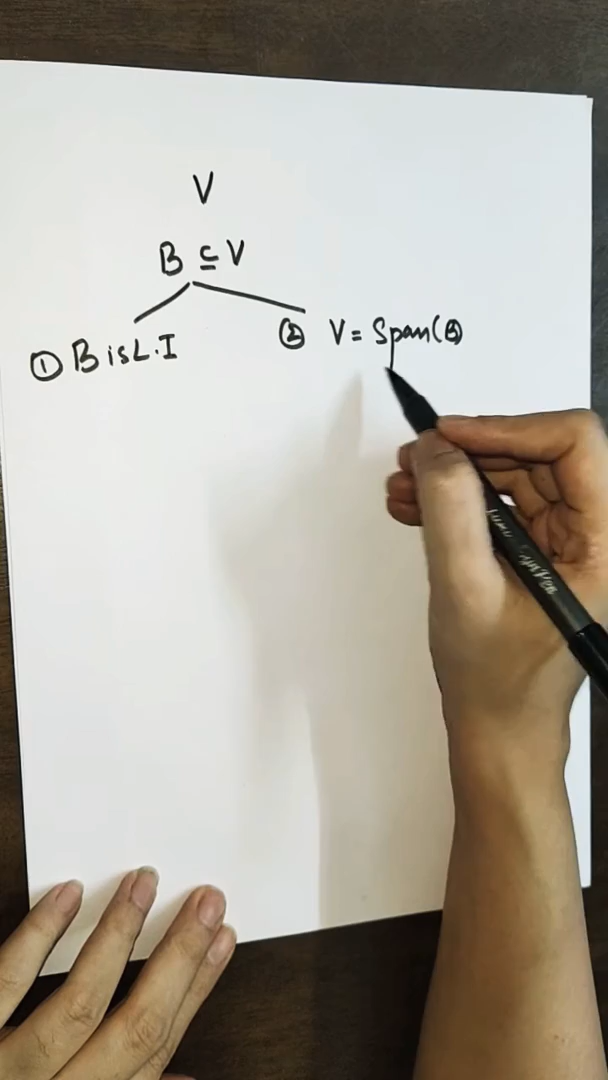 V
B ⊆ V
① B is L.I
② V = Span(B)